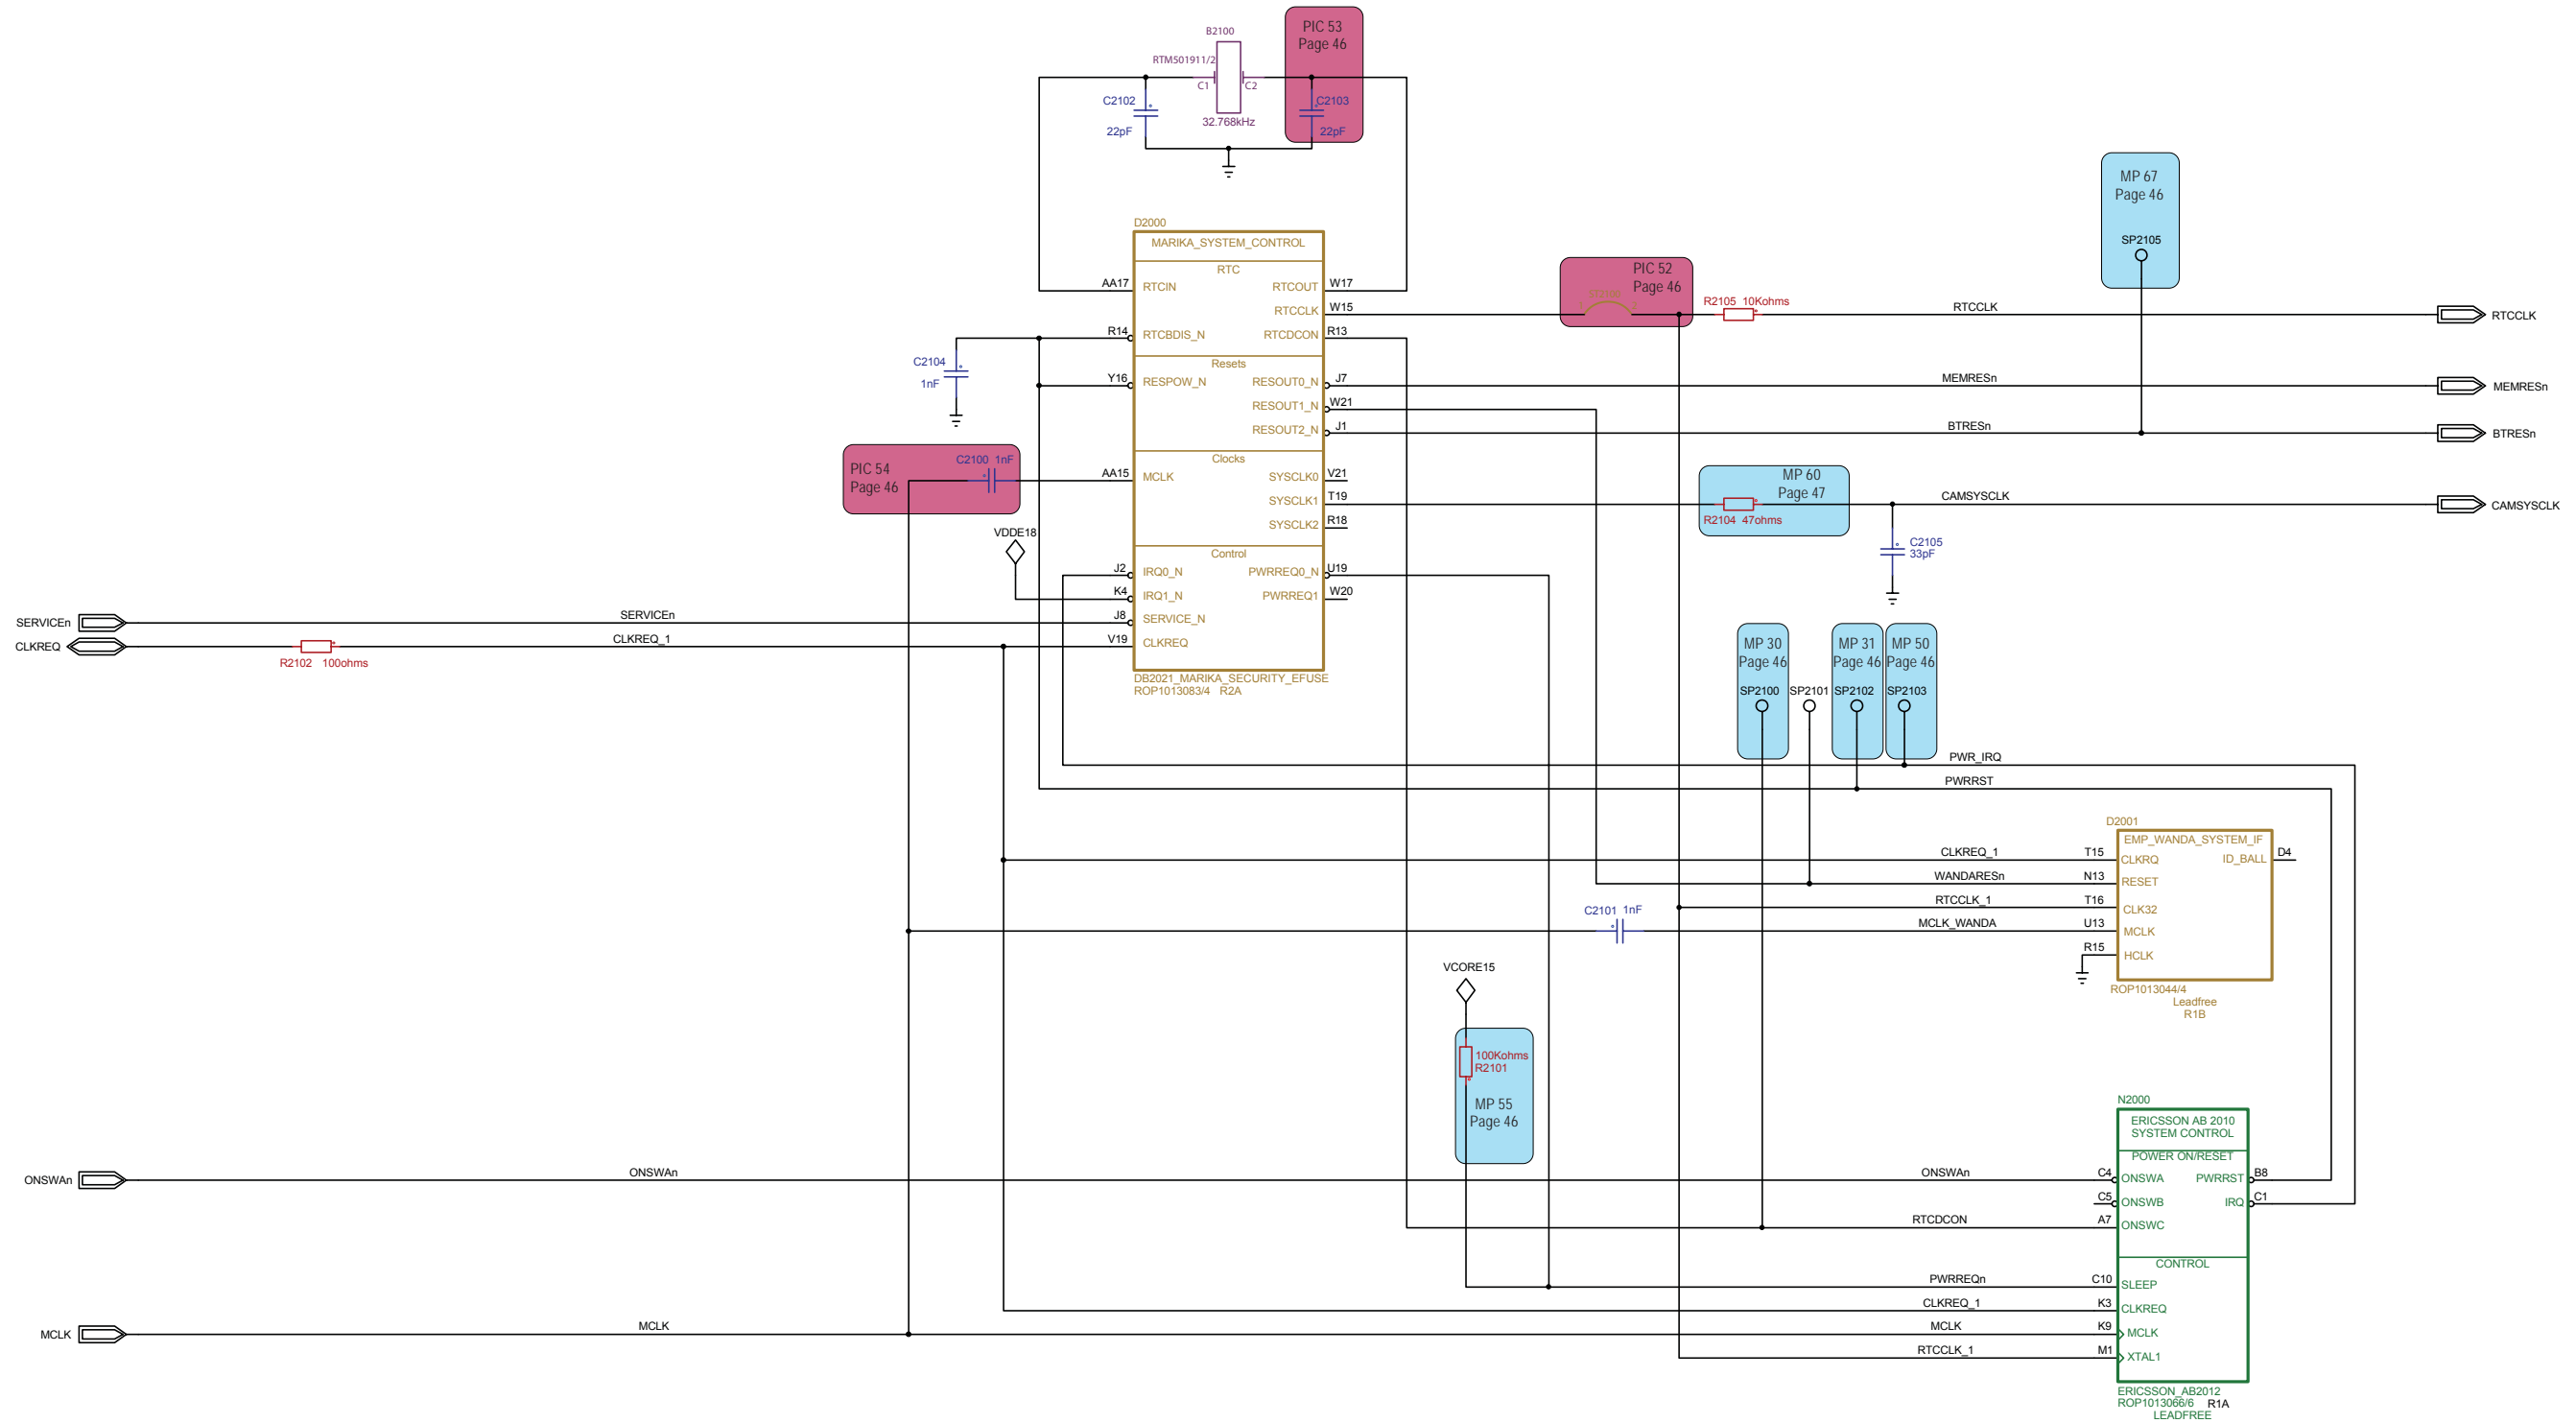 B2100
RTM501911/2
C1
C2
32.768kHz
PIC 53
Page 46
C2102
22pF
C2103
22pF
MP 67
Page 46
SP2105
D2000
MARIKA_SYSTEM_CONTROL
RTC
AA17
RTCIN
RTCOUT
W17
RTCCLK
W15
R14
RTCBDIS_N
RTCDCON
R13
Resets
Y16
RESPOW_N
RESOUT0_N
J7
RESOUT1_N
W21
RESOUT2_N
J1
Clocks
AA15
MCLK
SYSCLK0
V21
SYSCLK1
T19
SYSCLK2
R18
Control
J2
IRQ0_N
PWRREQ0_N
U19
K4
IRQ1_N
PWRREQ1
W20
J8
SERVICE_N
V19
CLKREQ
DB2021_MARIKA_SECURITY_EFUSE
ROP1013083/4 R2A
PIC 52
Page 46
R2105 10Kohms
RTCCLK
RTCCLK
C2104
1nF
MEMRESn
MEMRESn
BTRESn
BTRESn
PIC 54
Page 46
C2100 1nF
MP 60
Page 47
R2104 47ohms
CAMSYSCLK
CAMSYSCLK
C2105
33pF
VDDE18
SERVICEn
SERVICEn
CLKREQ
R2102 100ohms
CLKREQ_1
MP 30
Page 46
SP2100
SP2101
MP 31
Page 46
SP2102
MP 50
Page 46
SP2103
PWR_IRQ
PWRRST
D2001
EMP_WANDA_SYSTEM_IF
CLKREQ_1
T15
CLKRQ
ID_BALL
D4
WANDARESn
N13
RESET
RTCCLK_1
T16
CLK32
C2101 1nF
MCLK_WANDA
U13
MCLK
R15
HCLK
ROP1013044/4
Leadfree
R1B
VCORE15
100Kohms
R2101
MP 55
Page 46
N2000
ERICSSON AB 2010
SYSTEM CONTROL
POWER ON/RESET
ONSWAn
ONSWAn
ONSWAn
C4
ONSWA
PWRRST
B8
C5
ONSWB
IRQ
C1
RTCDCON
A7
ONSWC
CONTROL
PWRREQn
C10
SLEEP
CLKREQ_1
K3
CLKREQ
MCLK
MCLK
MCLK
K9
MCLK
RTCCLK_1
M1
XTAL1
ERICSSON_AB2012
ROP1013066/6 R1A
LEADFREE